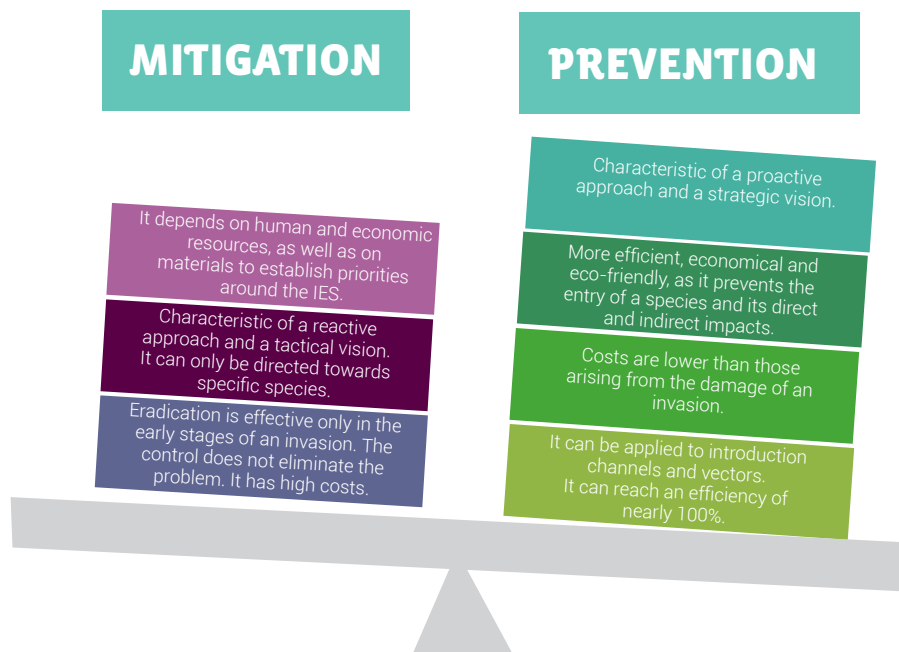 MITIGATION
It depends on human and economic
resources, as well as on
materials to establish priorities
around the IES.
Characteristic of a reactive
approach and a tactical vision.
It can only be directed towards
specific species.
Eradication is effective only in the
early stages of an invasion. The
control does not eliminate the
problem. It has high costs.
PREVENTION
Characteristic of a proactive
approach and a strategic vision.
More efficient, economical and
eco-friendly, as it prevents the
entry of a species and its direct
and indirect impacts.
Costs are lower than those
arising from the damage of an
invasion.
It can be applied to introduction
channels and vectors.
It can reach an efficiency of
nearly 100%.